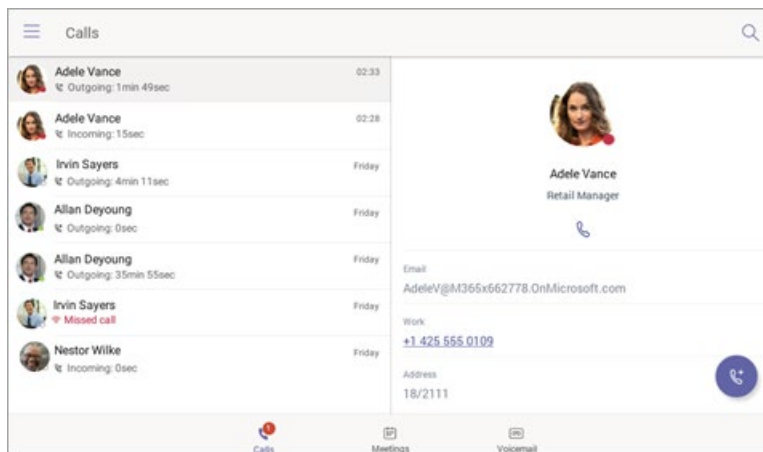 Calls
Adele Vance
02:33
Outgoing: 1min 49sec
Adele Vance
02:28
Incoming: 15sec
Irvin Sayers
Friday
Outgoing: 4min 11sec
Allan Deyoung
Friday
Outgoing: 0sec
Allan Deyoung
Friday
Outgoing: 35min 55sec
Irvin Sayers
Friday
Missed call
Nestor Wilke
Friday
Incoming: 0sec
Adele Vance
Retail Manager
Email
AdeleV@M365x662778.OnMicrosoft.com
Work
+1 425 555 0109
Address
18/2111
1
Calls
Meetings
Voicemail